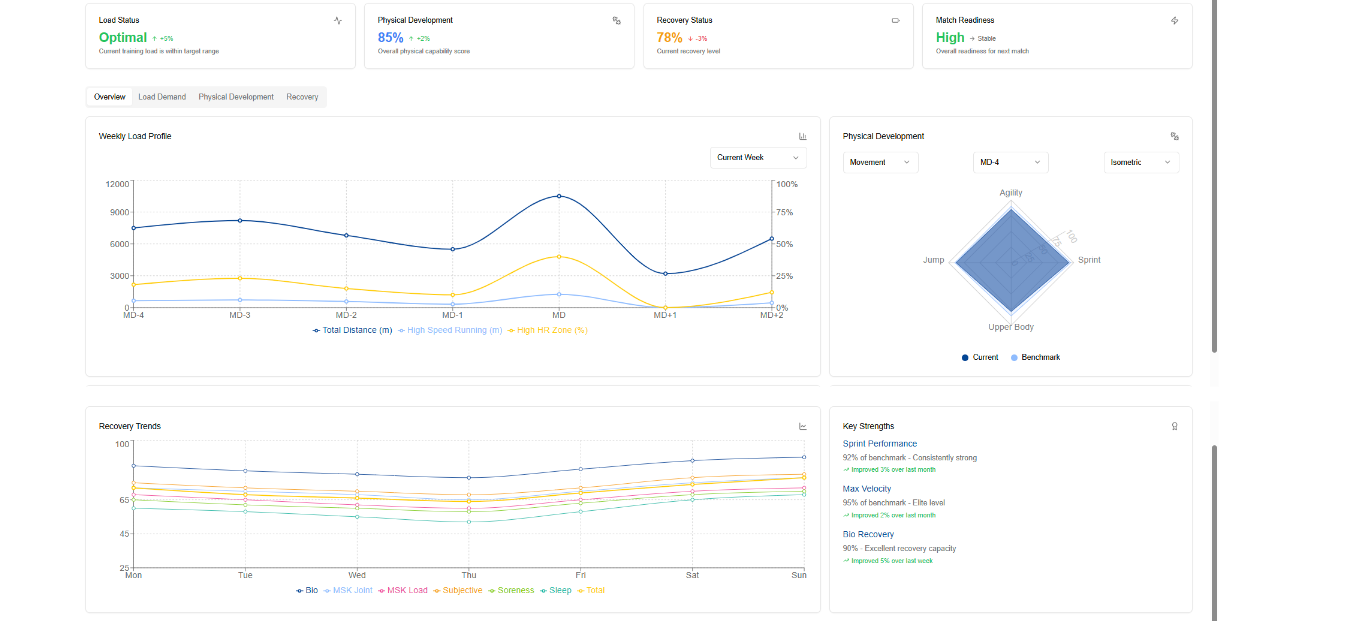 Load Status
Optimal ↑ +5%
Current training load is within target range
Physical Development
85% ↑ +2%
Overall physical capability score
Recovery Status
78% ↓ -3%
Current recovery level
Match Readiness
High → Stable
Overall readiness for next match
Overview Load Demand Physical Development Recovery
Weekly Load Profile
Current Week
12000
9000
6000
3000
0
100%
75%
50%
25%
0%
MD-4 MD-3 MD-2 MD-1 MD MD+1 MD+2
Total Distance (m) High Speed Running (m) High HR Zone (%)
Physical Development
Movement MD-4 Isometric
Agility
100
75
Jump
Sprint
Upper Body
Current Benchmark
Recovery Trends
100
65
45
25
Mon Tue Wed Thu Fri Sat Sun
Bio MSK Joint MSK Load Subjective Soreness Sleep Total
Key Strengths
Sprint Performance
92% of benchmark - Consistently strong
Improved 3% over last month
Max Velocity
95% of benchmark - Elite level
Improved 2% over last month
Bio Recovery
90% - Excellent recovery capacity
Improved 5% over last week